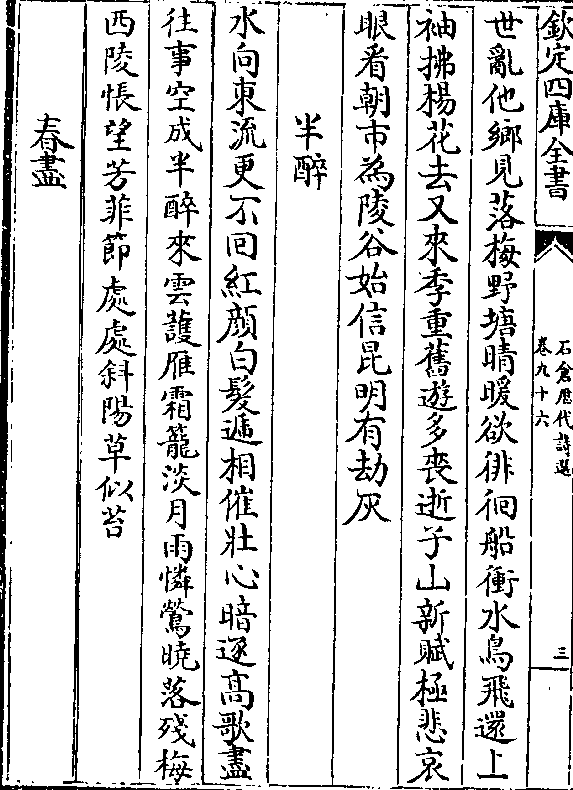 欽定四庫全書
石倉歴代詩選
卷九十六
三
世亂他鄉見落梅野塘晴暖欲徘徊船衝水鳥飛還上
袖拂楊花去又來季重舊遊多喪逝子山新賦極悲哀
眼看朝市為陵谷始信昆明有劫灰
半醉
水向東流更不回紅顔白髮遞相催壯心暗逐高歌盡
往事空成半醉來雲䕶雁霜籠淡月雨憐鶯曉落殘梅
西陵悵望芳菲節處處斜陽草似苔
春盡